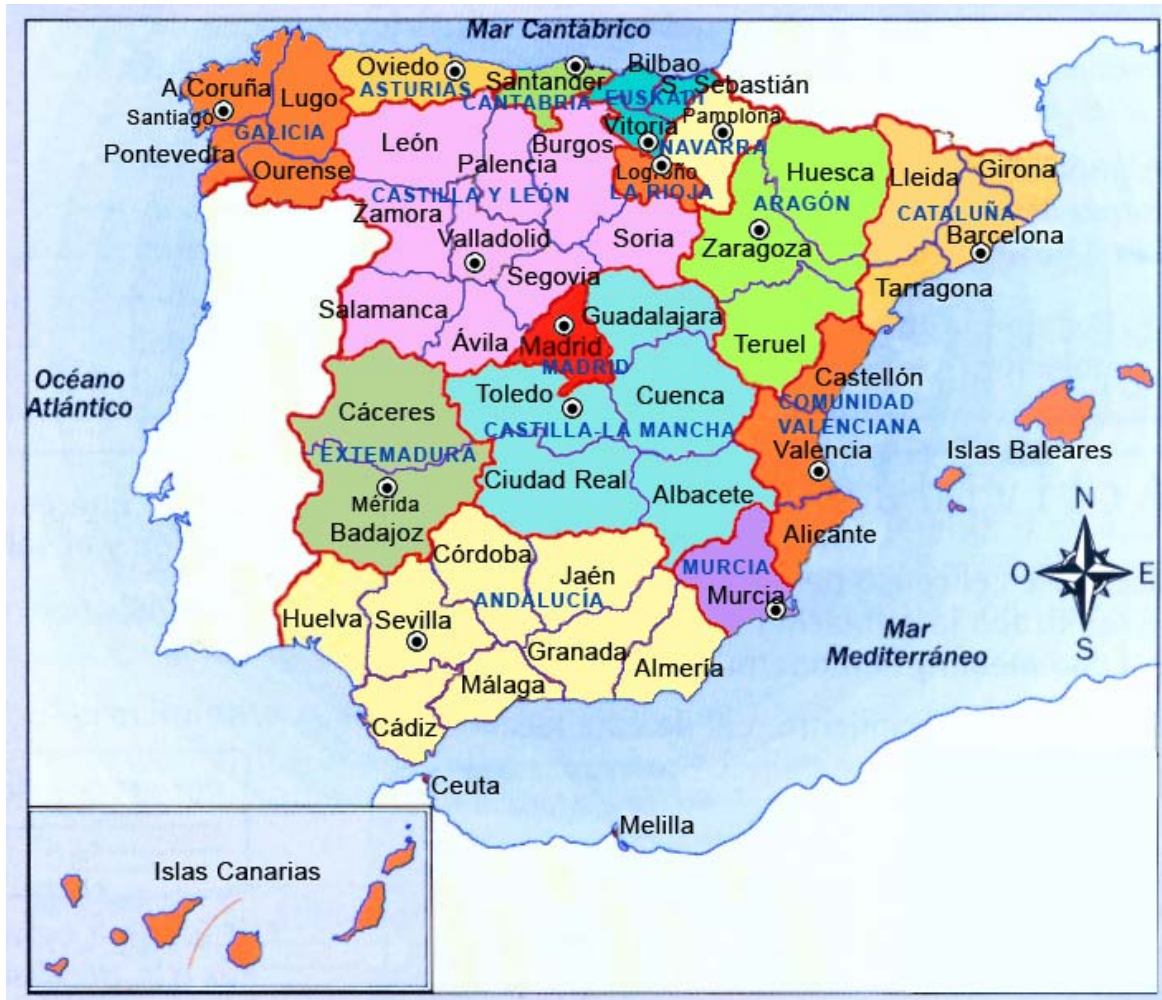 Mar Cantábrico
A Coruña
Lugo
Santiago
GALICIA
Pontevedra
Ourense
Oviedo
ASTURIAS
Santander
CANTABRIA
Bilbao
EUSKADI
S. Sebastián
Vitoria
Pamplona
NAVARRA
Logroño
LA RIOJA
León
Palencia
Burgos
CASTILLA Y LEÓN
Zamora
Valladolid
Soria
Segovia
Salamanca
Ávila
Huesca
ARAGÓN
Zaragoza
Teruel
Lleida
Girona
CATALUÑA
Barcelona
Tarragona
Madrid
MADRID
Guadalajara
Toledo
Cuenca
CASTILLA-LA MANCHA
Ciudad Real
Albacete
Castellón
COMUNIDAD
VALENCIANA
Valencia
Alicante
Islas Baleares
Océano
Atlántico
Cáceres
EXTREMADURA
Mérida
Badajoz
MURCIA
Murcia
Córdoba
Jaén
ANDALUCÍA
Huelva
Sevilla
Granada
Almería
Málaga
Cádiz
Mar
Mediterráneo
N
O
E
S
Ceuta
Melilla
Islas Canarias